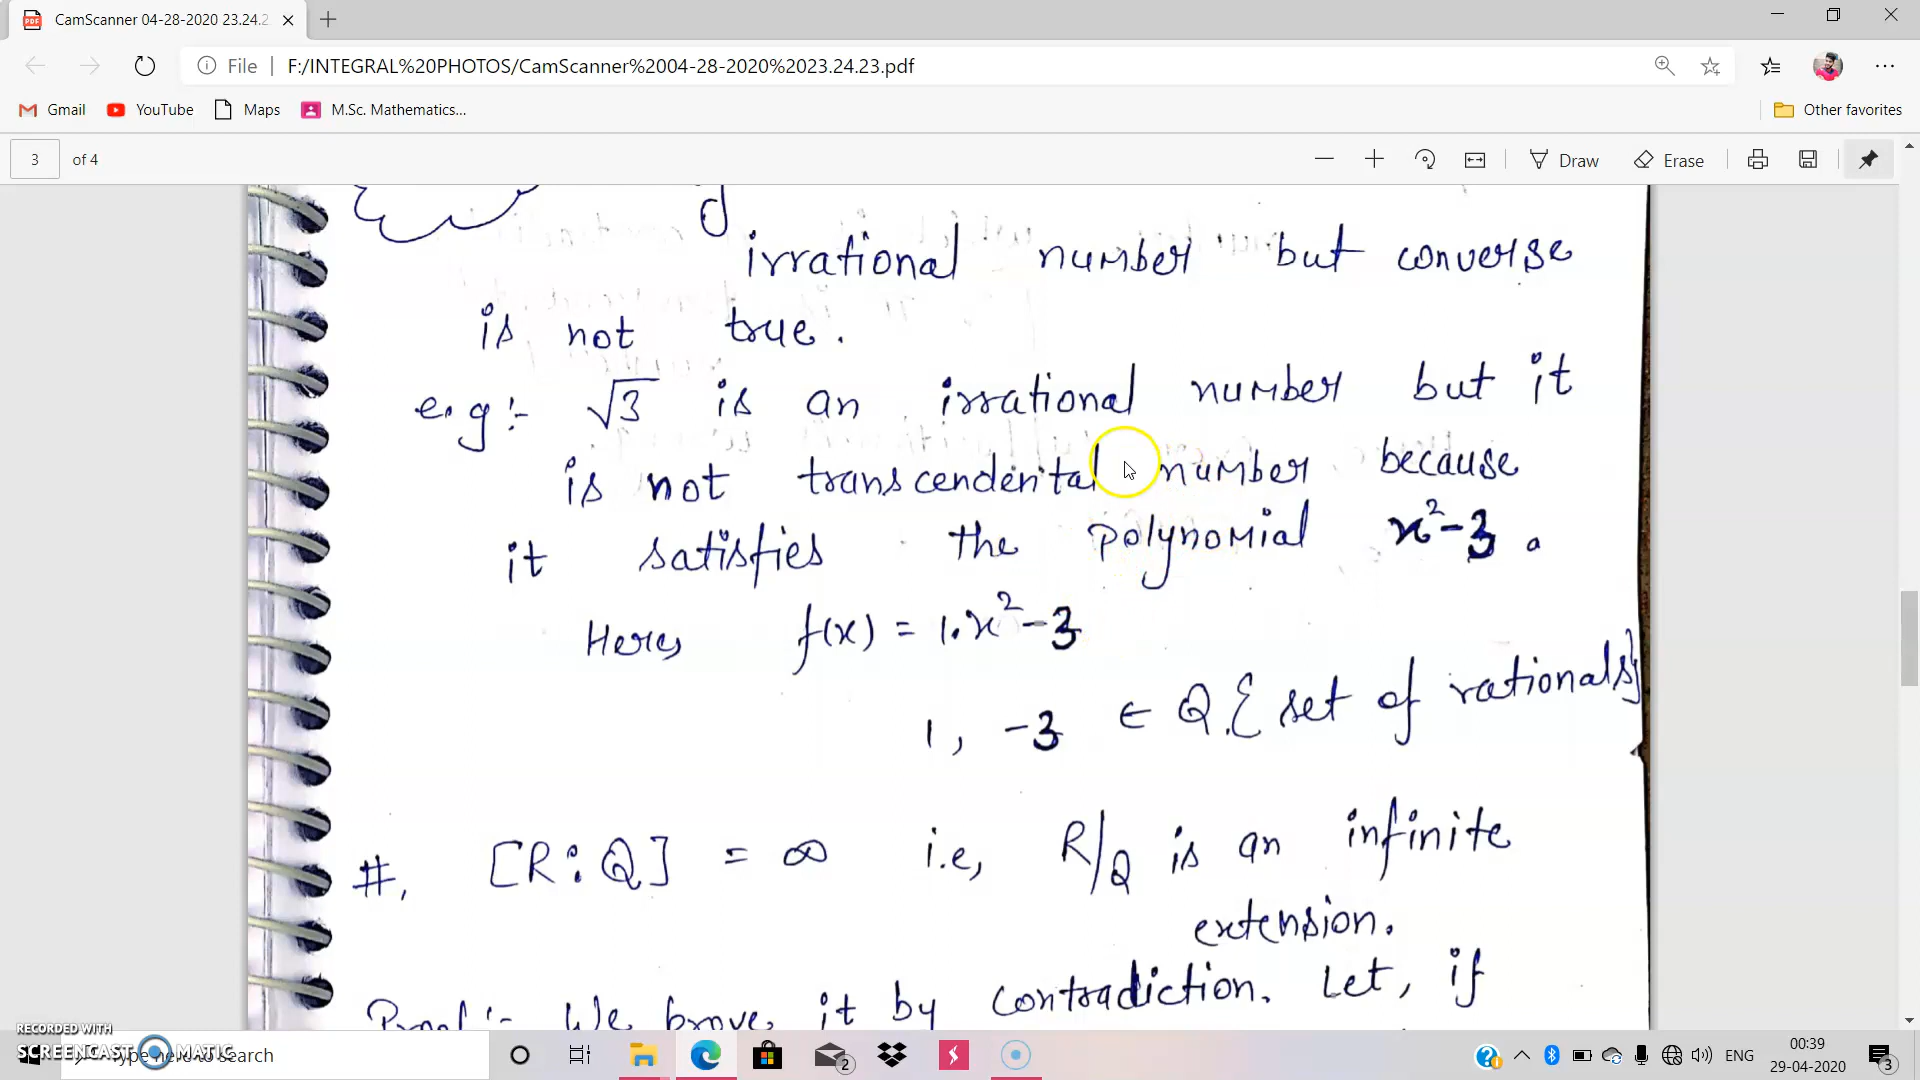 CamScanner 04-28-2020 23.24.2
File F:/INTEGRAL%20PHOTOS/CamScanner%2004-28-2020%2023.24.23.pdf
Gmail YouTube Maps M.Sc. Mathematics... Other favorites
3 of 4 Draw Erase
irrational number but converse
is not true.
e.g:- √3 is an irrational number but it
is not transcendental number because
it satisfies the polynomial x²-3.
Here, f(x) = 1.x²-3
1, -3 ∈ Q.{set of rationals}
#, [R:Q] = ∞ i.e, R/Q is an infinite
extension.
Proof:- We prove it by contradiction. Let, if
RECORDED WITH
SCREENCAST MATIC
Type here to search
2
ENG
00:39
29-04-2020
3